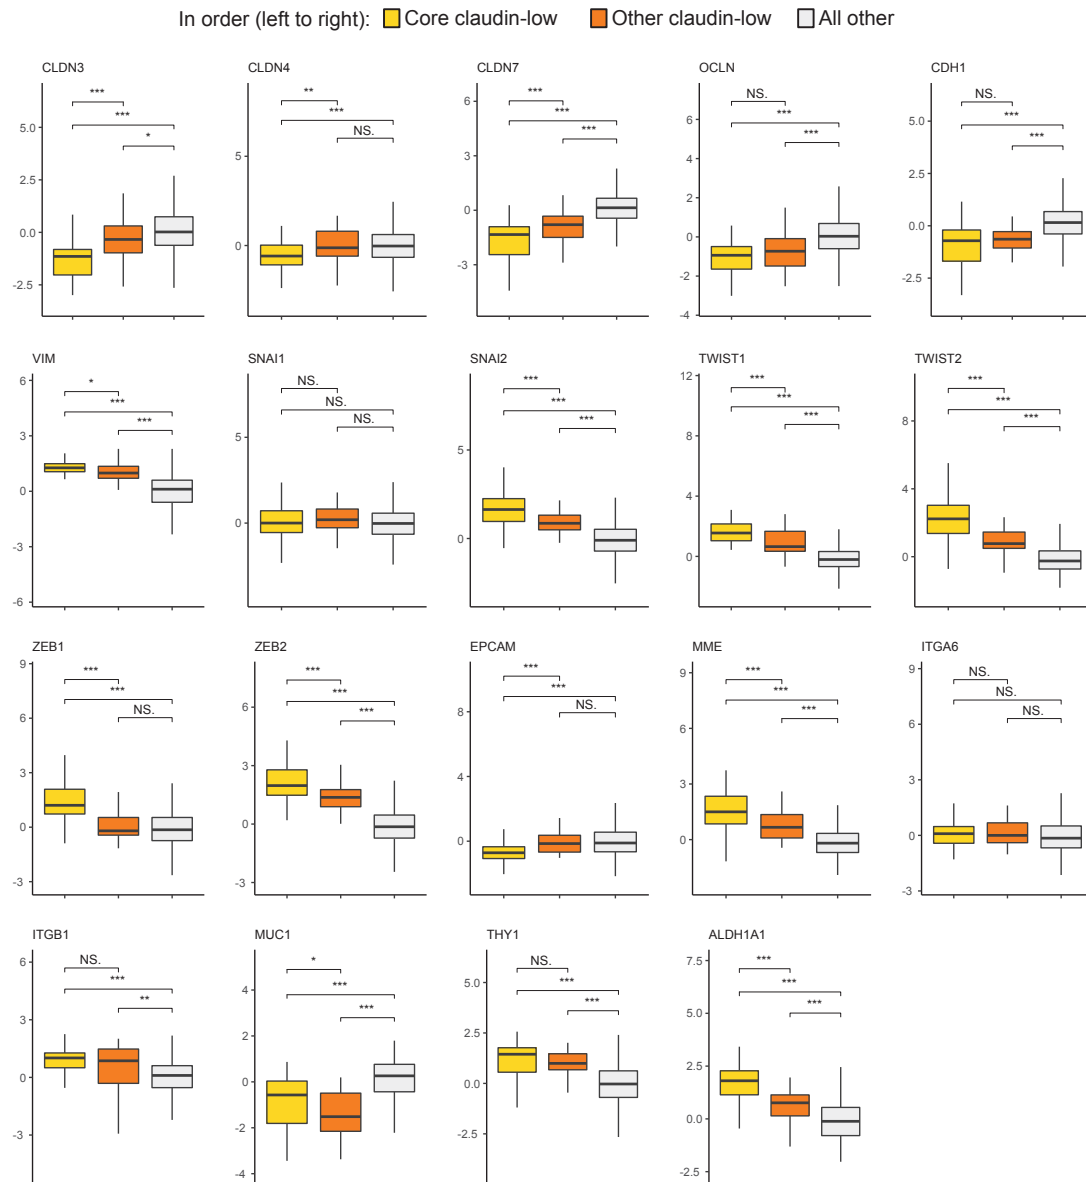 In order (left to right): Core claudin-low Other claudin-low All other
CLDN3 CLDN4 CLDN7 OCLN CDH1
*** ** *** NS. NS.
*** *** *** *** ***
* NS. *** *** ***
5.0 0.0 -2.5
5 0
6 3 0 -3
6 4 2 0 -2 -4
5.0 2.5 0.0 -2.5
VIM SNAI1 SNAI2 TWIST1 TWIST2
* NS. *** *** ***
*** NS. *** *** ***
*** NS. *** *** ***
6 3 0 -3 -6
5 0
5 0
12 8 4 0
8 4 0
ZEB1 ZEB2 EPCAM MME ITGA6
*** *** *** *** NS.
*** *** *** *** NS.
NS. *** NS. *** NS.
9 6 3 0 -3
6 3 0 -3
8 4 0
9 6 3 0
9 6 3 0 -3
ITGB1 MUC1 THY1 ALDH1A1
NS. * NS. ***
*** *** *** ***
** *** *** ***
6 3 0 -3
4 2 0 -2 -4
5.0 2.5 0.0 -2.5
7.5 5.0 2.5 0.0 -2.5